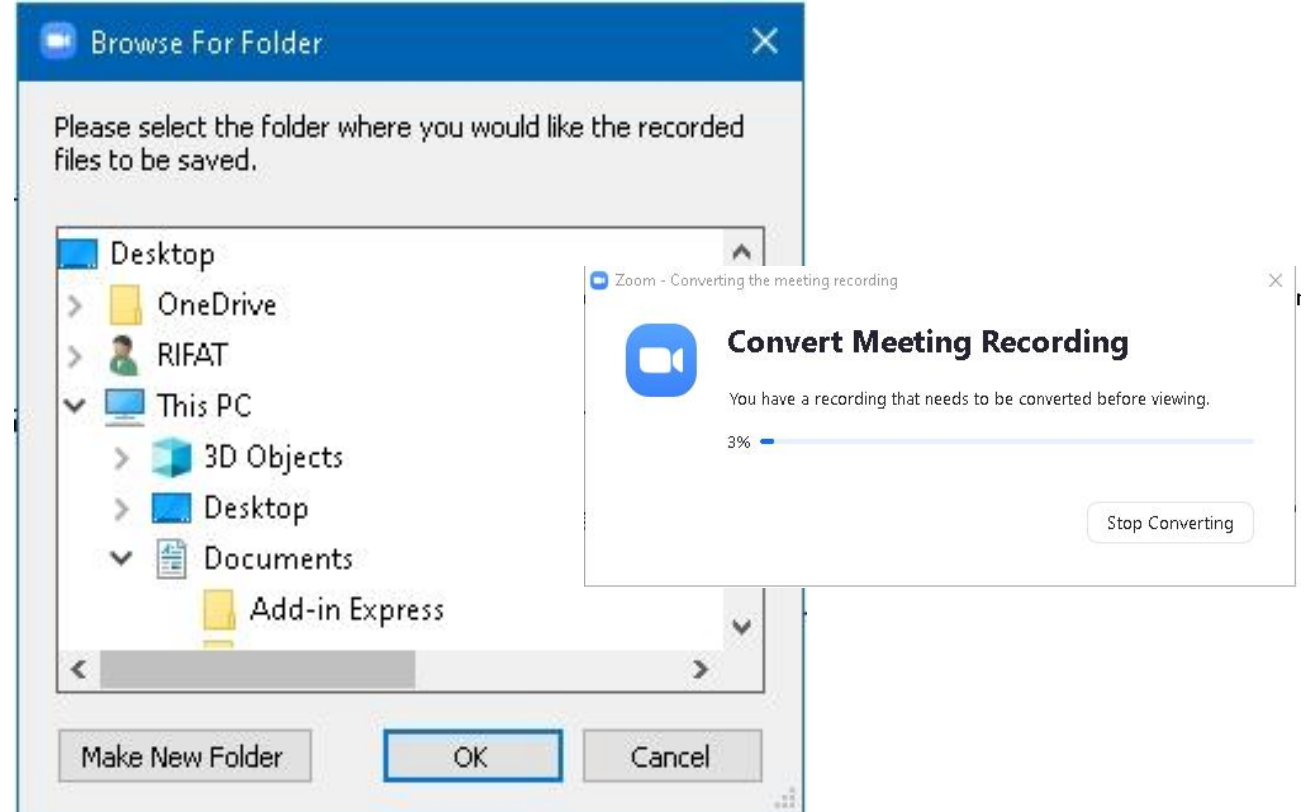 Browse For Folder
Please select the folder where you would like the recorded
files to be saved.
Desktop
OneDrive
RIFAT
This PC
3D Objects
Desktop
Documents
Add-in Express
Make New Folder
OK
Cancel
Zoom - Converting the meeting recording
Convert Meeting Recording
You have a recording that needs to be converted before viewing.
3%
Stop Converting